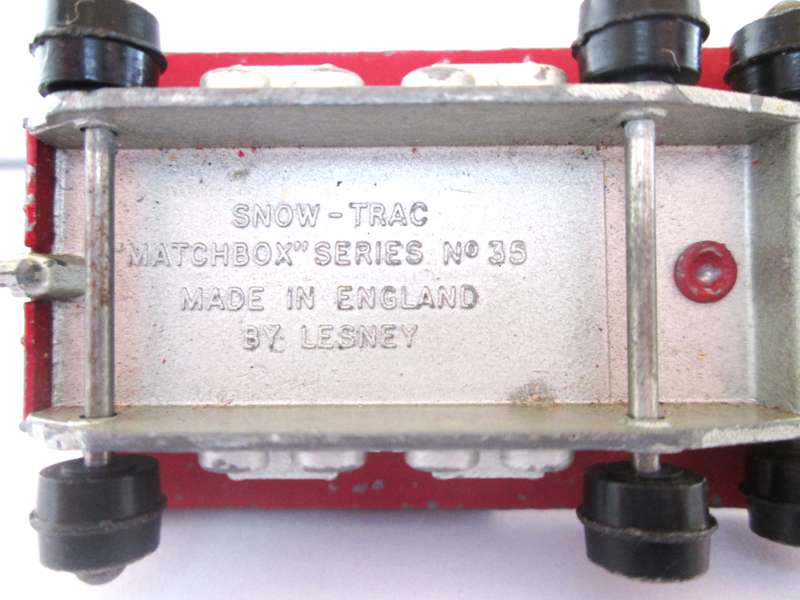 SNOW-TRAC
"MATCHBOX" SERIES Nº 35
MADE IN ENGLAND
BY LESNEY